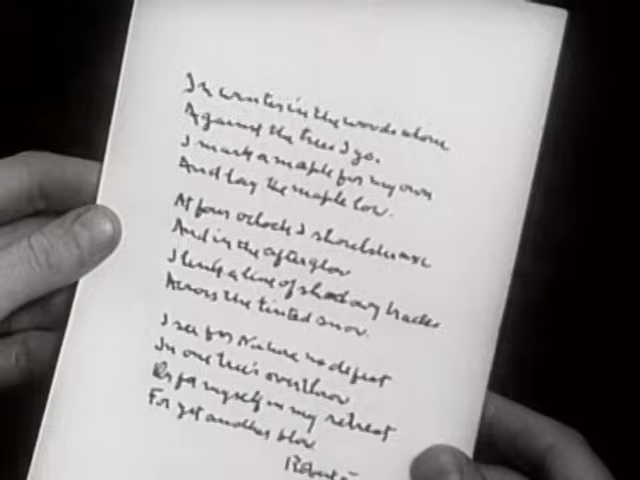 In winter in the woods alone
Against the trees I go.
I mark a maple for my own
And lay the maple low.
At four oclock I shoulder axe
And in the afterglow
I link a line of shadowy tracks
Across the tinted snow.
I see for Nature no defeat
In one tree's overthrow
Or for myself in my retreat
For yet another blow.
Robert